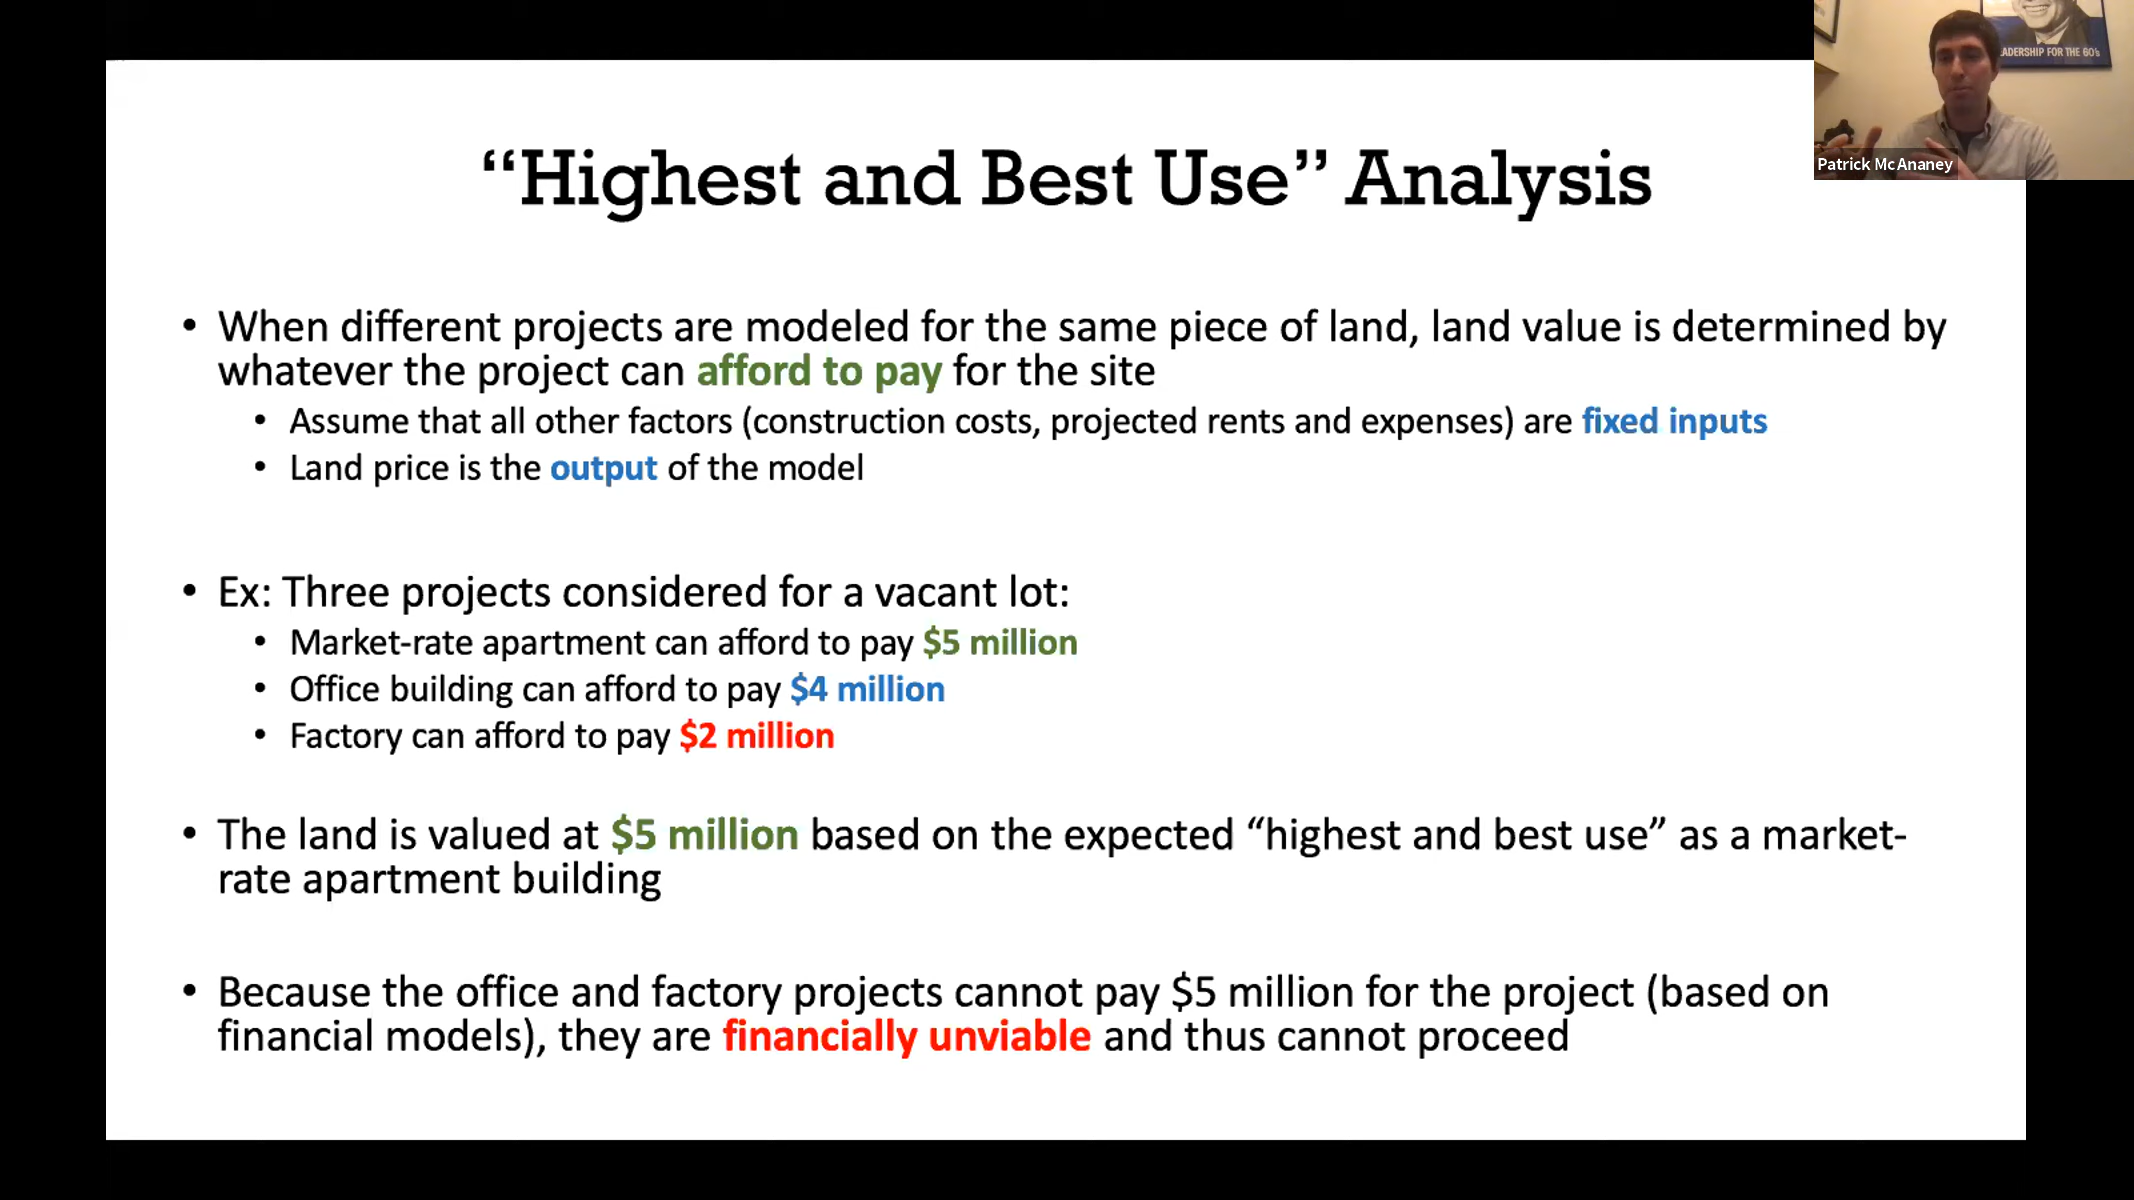 ADERSHIP FOR THE 60's
Patrick McAnaney
“Highest and Best Use” Analysis
• When different projects are modeled for the same piece of land, land value is determined by
whatever the project can afford to pay for the site
• Assume that all other factors (construction costs, projected rents and expenses) are fixed inputs
• Land price is the output of the model
• Ex: Three projects considered for a vacant lot:
• Market-rate apartment can afford to pay $5 million
• Office building can afford to pay $4 million
• Factory can afford to pay $2 million
• The land is valued at $5 million based on the expected “highest and best use” as a market-
rate apartment building
• Because the office and factory projects cannot pay $5 million for the project (based on
financial models), they are financially unviable and thus cannot proceed